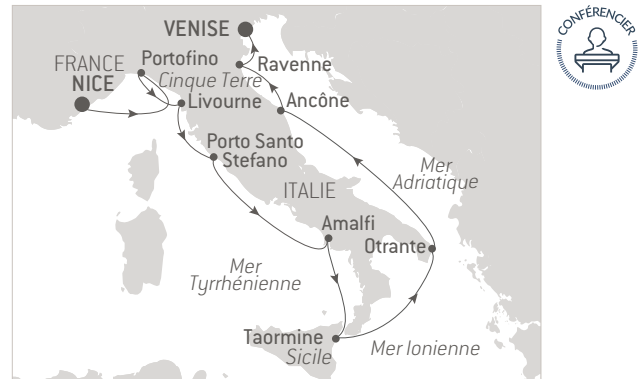 CONFÉRENCIER
VENISE
FRANCE
NICE
Portofino
Cinque Terre
Ravenne
Livourne
Ancône
Porto Santo
Stefano
ITALIE
Mer
Adriatique
Amalfi
Otrante
Mer
Tyrrhénienne
Taormine
Sicile
Mer Ionienne